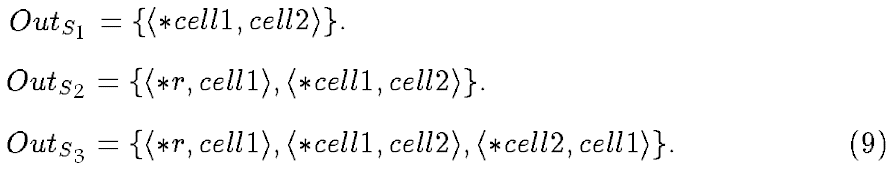 Out_{S_1} = {⟨*cell1, cell2⟩}.
Out_{S_2} = {⟨*r, cell1⟩, ⟨*cell1, cell2⟩}.
Out_{S_3} = {⟨*r, cell1⟩, ⟨*cell1, cell2⟩, ⟨*cell2, cell1⟩}. (9)